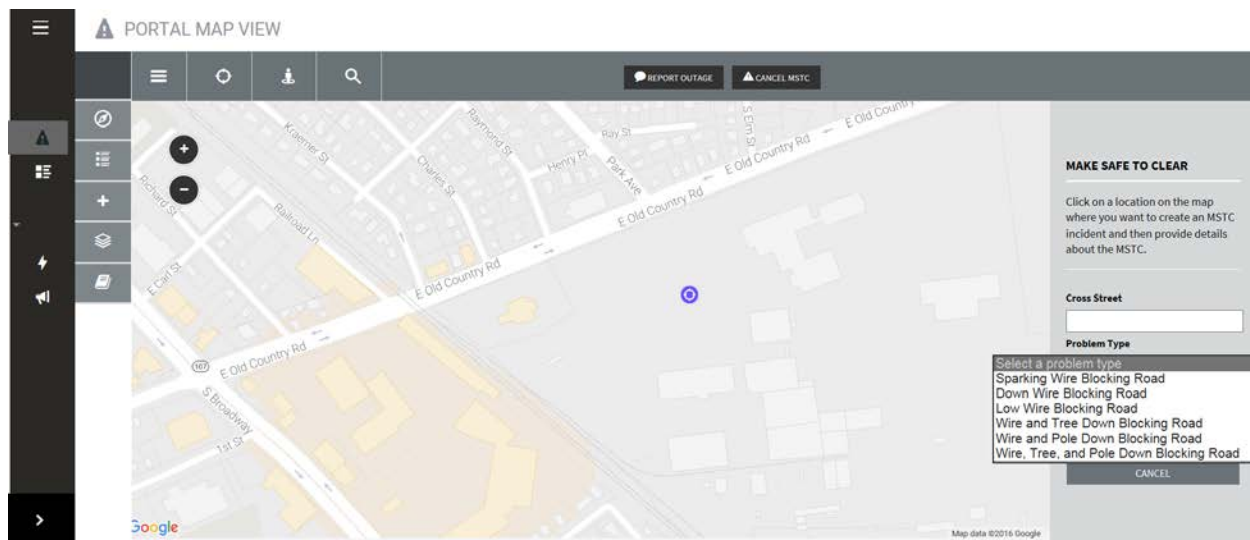 PORTAL MAP VIEW
REPORT OUTAGE
CANCEL MSTC
Kraemer St
Raymond St
Charles St
Henry Pl
Ray St
Park Ave
S Elm St
E Old Country Rd
E Old Country Rd
Richard St
Railroad Ln
E Carl St
E Old Country Rd
107
E Old Country Rd
S Broadway
1st St
Google
Map data ©2016 Google
MAKE SAFE TO CLEAR
Click on a location on the map
where you want to create an MSTC
incident and then provide details
about the MSTC.
Cross Street
Problem Type
Select a problem type
Sparking Wire Blocking Road
Down Wire Blocking Road
Low Wire Blocking Road
Wire and Tree Down Blocking Road
Wire and Pole Down Blocking Road
Wire, Tree, and Pole Down Blocking Road
CANCEL